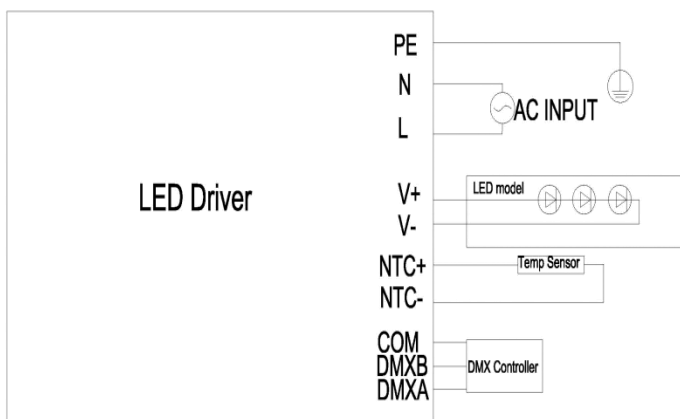 PE
N
AC INPUT
L
LED Driver
V+
LED model
V-
NTC+
Temp Sensor
NTC-
COM
DMXB
DMX Controller
DMXA